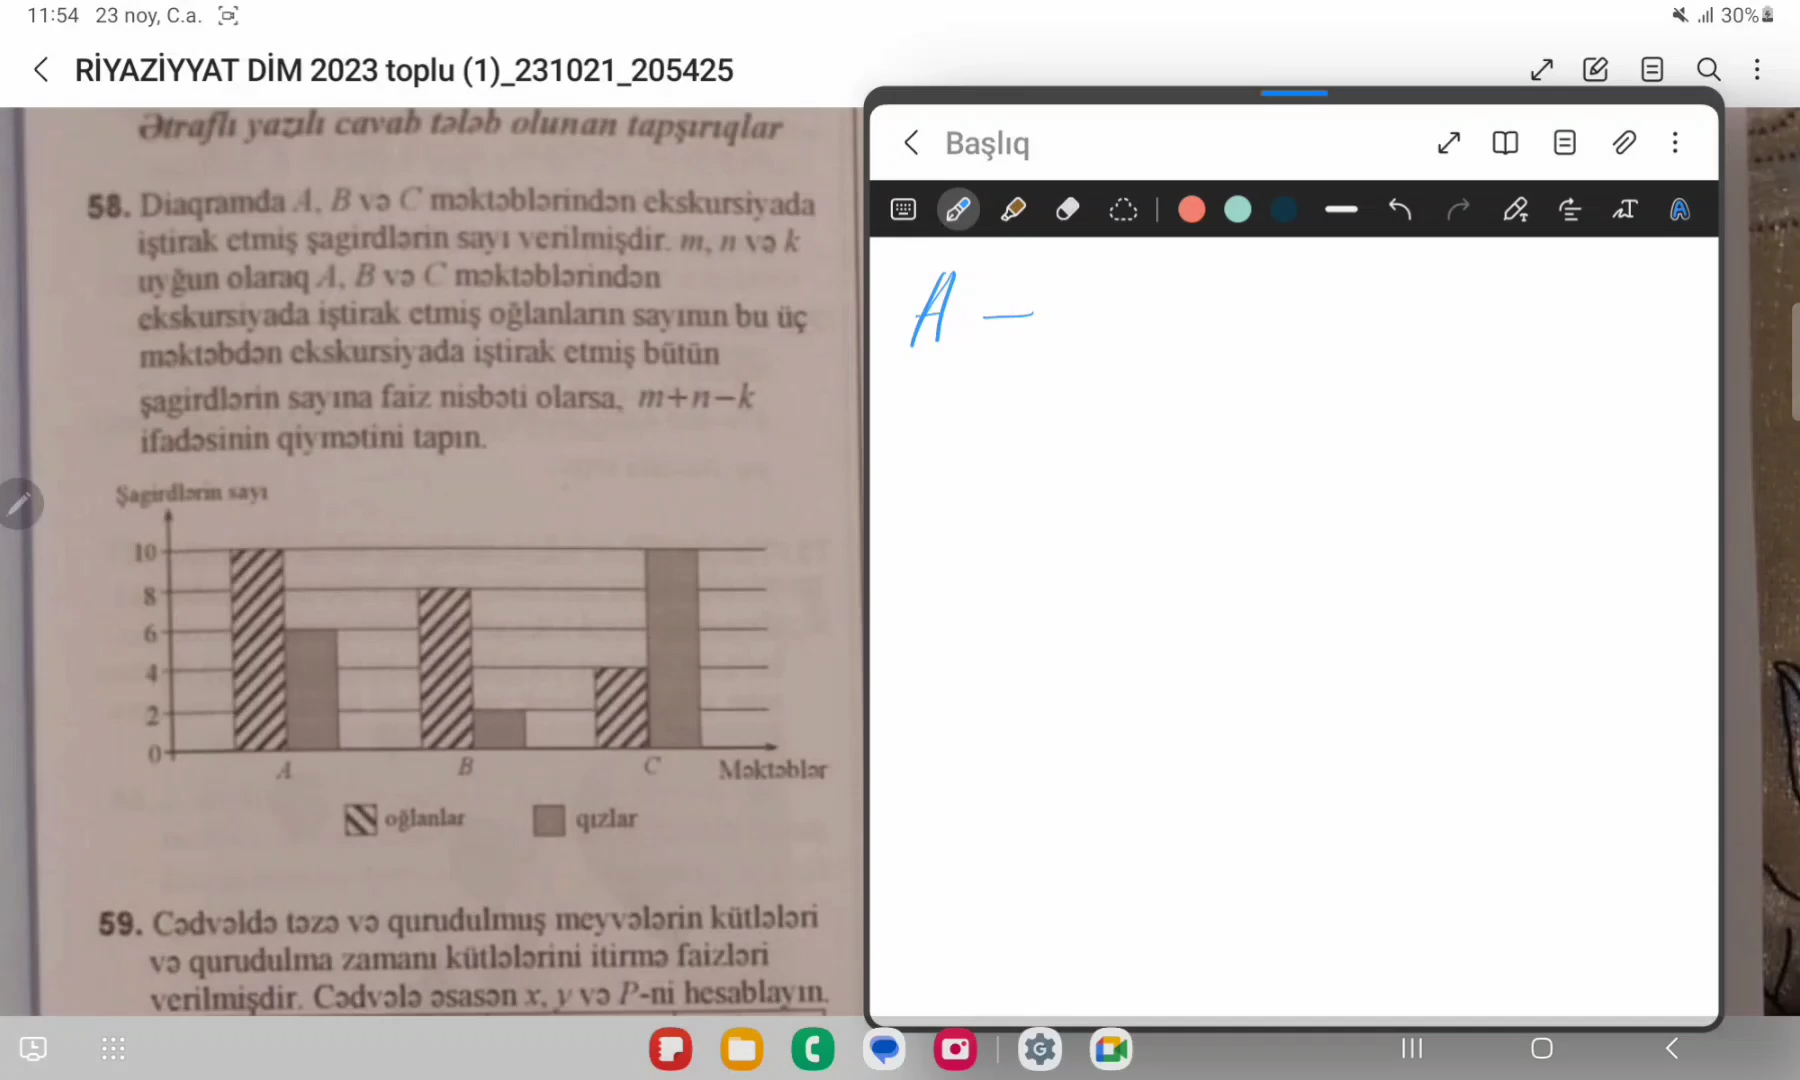 11:54 23 noy, C.a. 30%
RİYAZİYYAT DİM 2023 toplu (1)_231021_205425
Ətraflı yazılı cavab tələb olunan tapşırıqlar
58. Diaqramda A, B və C məktəblərindən ekskursiyada
iştirak etmiş şagirdlərin sayı verilmişdir. m, n və k
uyğun olaraq A, B və C məktəblərindən
ekskursiyada iştirak etmiş oğlanların sayının bu üç
məktəbdən ekskursiyada iştirak etmiş bütün
şagirdlərin sayına faiz nisbəti olarsa, m+n−k
ifadəsinin qiymətini tapın.
Şagirdlərin sayı
10
8
6
4
2
0
A B C Məktəblər
oğlanlar qızlar
59. Cədvəldə təzə və qurudulmuş meyvələrin kütlələri
və qurudulma zamanı kütlələrini itirmə faizləri
verilmişdir. Cədvələ əsasən x, y və P-ni hesablayın.
Başlıq
A –